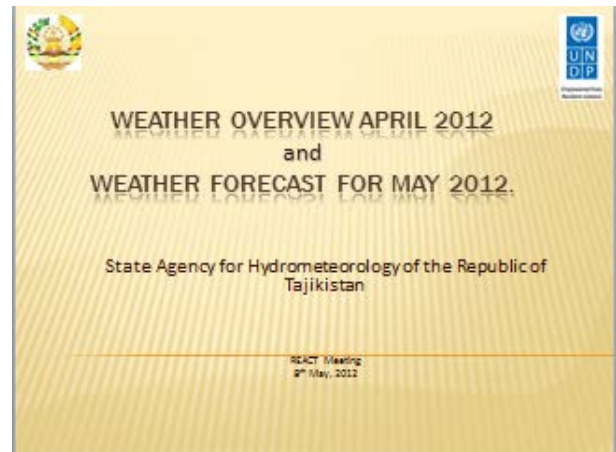 U N
D P
WEATHER OVERVIEW APRIL 2012
and
WEATHER FORECAST FOR MAY 2012.
State Agency for Hydrometeorology of the Republic of
Tajikistan
REACT Meeting
9th May, 2012